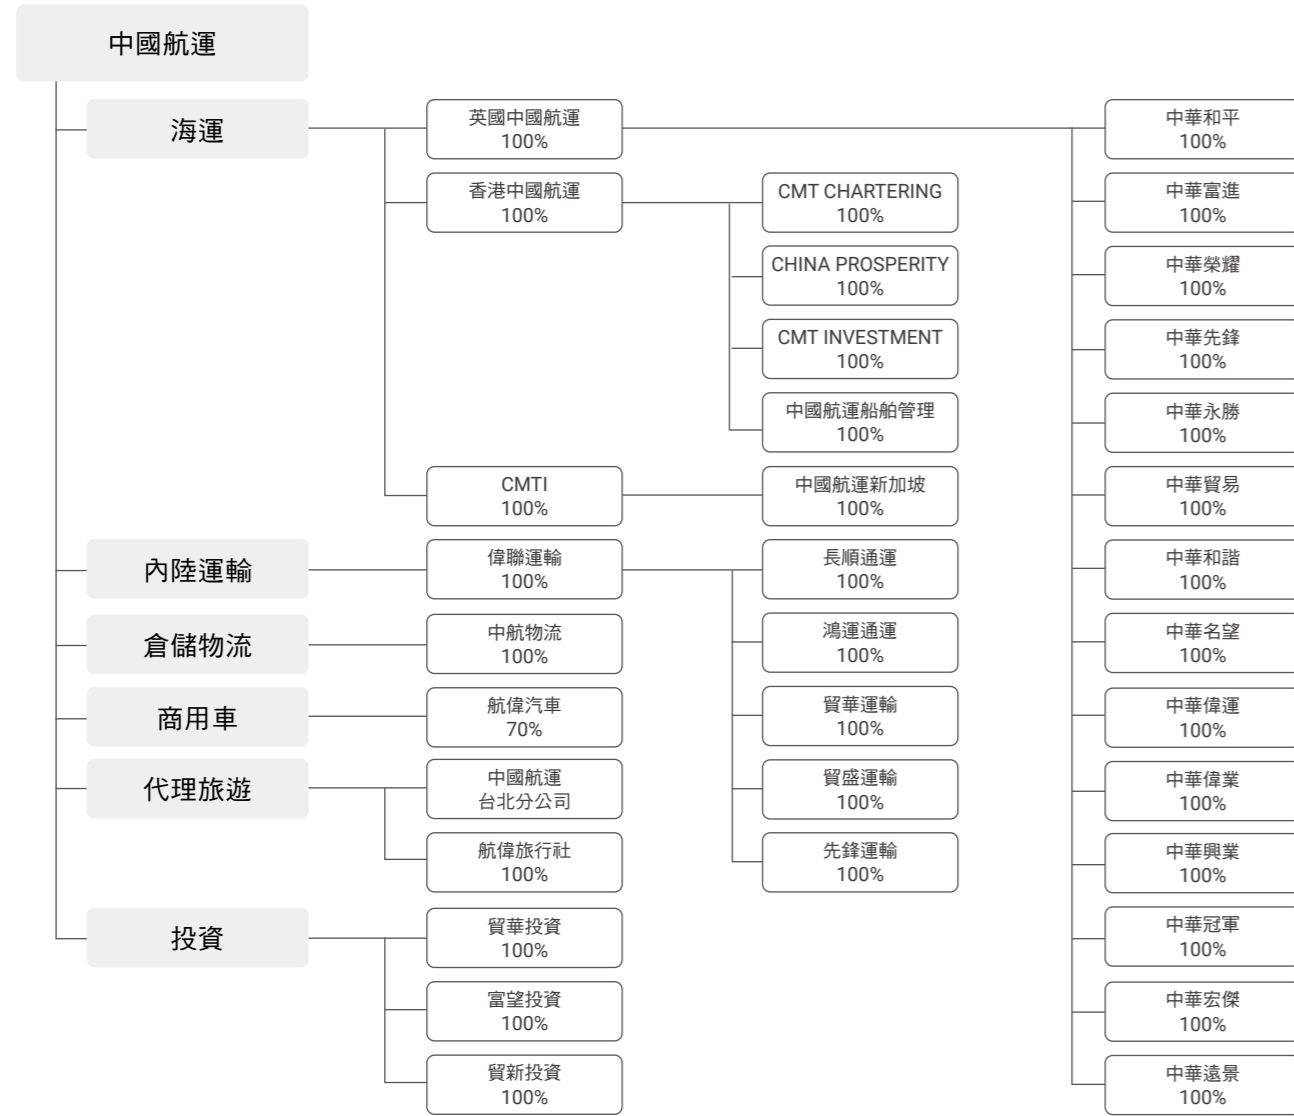 中國航運
海運
英國中國航運
100%
中華和平
100%
香港中國航運
100%
CMT CHARTERING
100%
中華富進
100%
CHINA PROSPERITY
100%
中華榮耀
100%
CMT INVESTMENT
100%
中華先鋒
100%
中國航運船舶管理
100%
中華永勝
100%
CMTI
100%
中國航運新加坡
100%
中華貿易
100%
內陸運輸
偉聯運輸
100%
長順通運
100%
中華和諧
100%
倉儲物流
中航物流
100%
鴻運通運
100%
中華名望
100%
商用車
航偉汽車
70%
貿華運輸
100%
中華偉運
100%
代理旅遊
中國航運
台北分公司
貿盛運輸
100%
中華偉業
100%
航偉旅行社
100%
先鋒運輸
100%
中華興業
100%
投資
貿華投資
100%
中華冠軍
100%
富望投資
100%
中華宏傑
100%
貿新投資
100%
中華遠景
100%